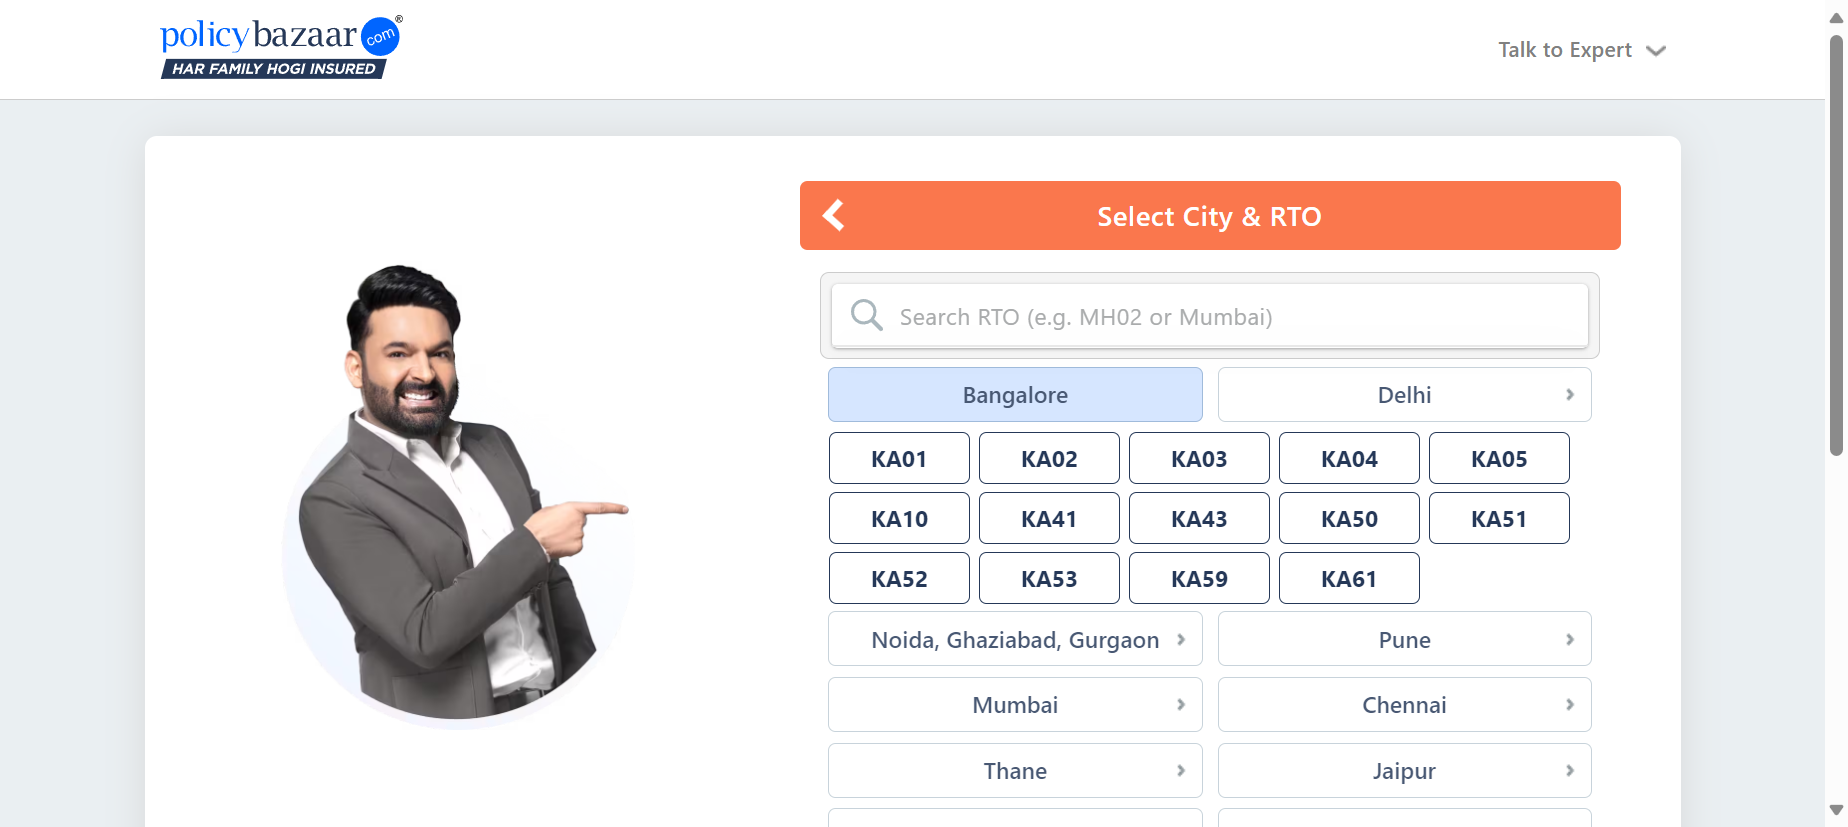 policybazaar com ®
HAR FAMILY HOGI INSURED
Talk to Expert
Select City & RTO
Search RTO (e.g. MH02 or Mumbai)
Bangalore
Delhi
KA01 KA02 KA03 KA04 KA05
KA10 KA41 KA43 KA50 KA51
KA52 KA53 KA59 KA61
Noida, Ghaziabad, Gurgaon
Pune
Mumbai
Chennai
Thane
Jaipur